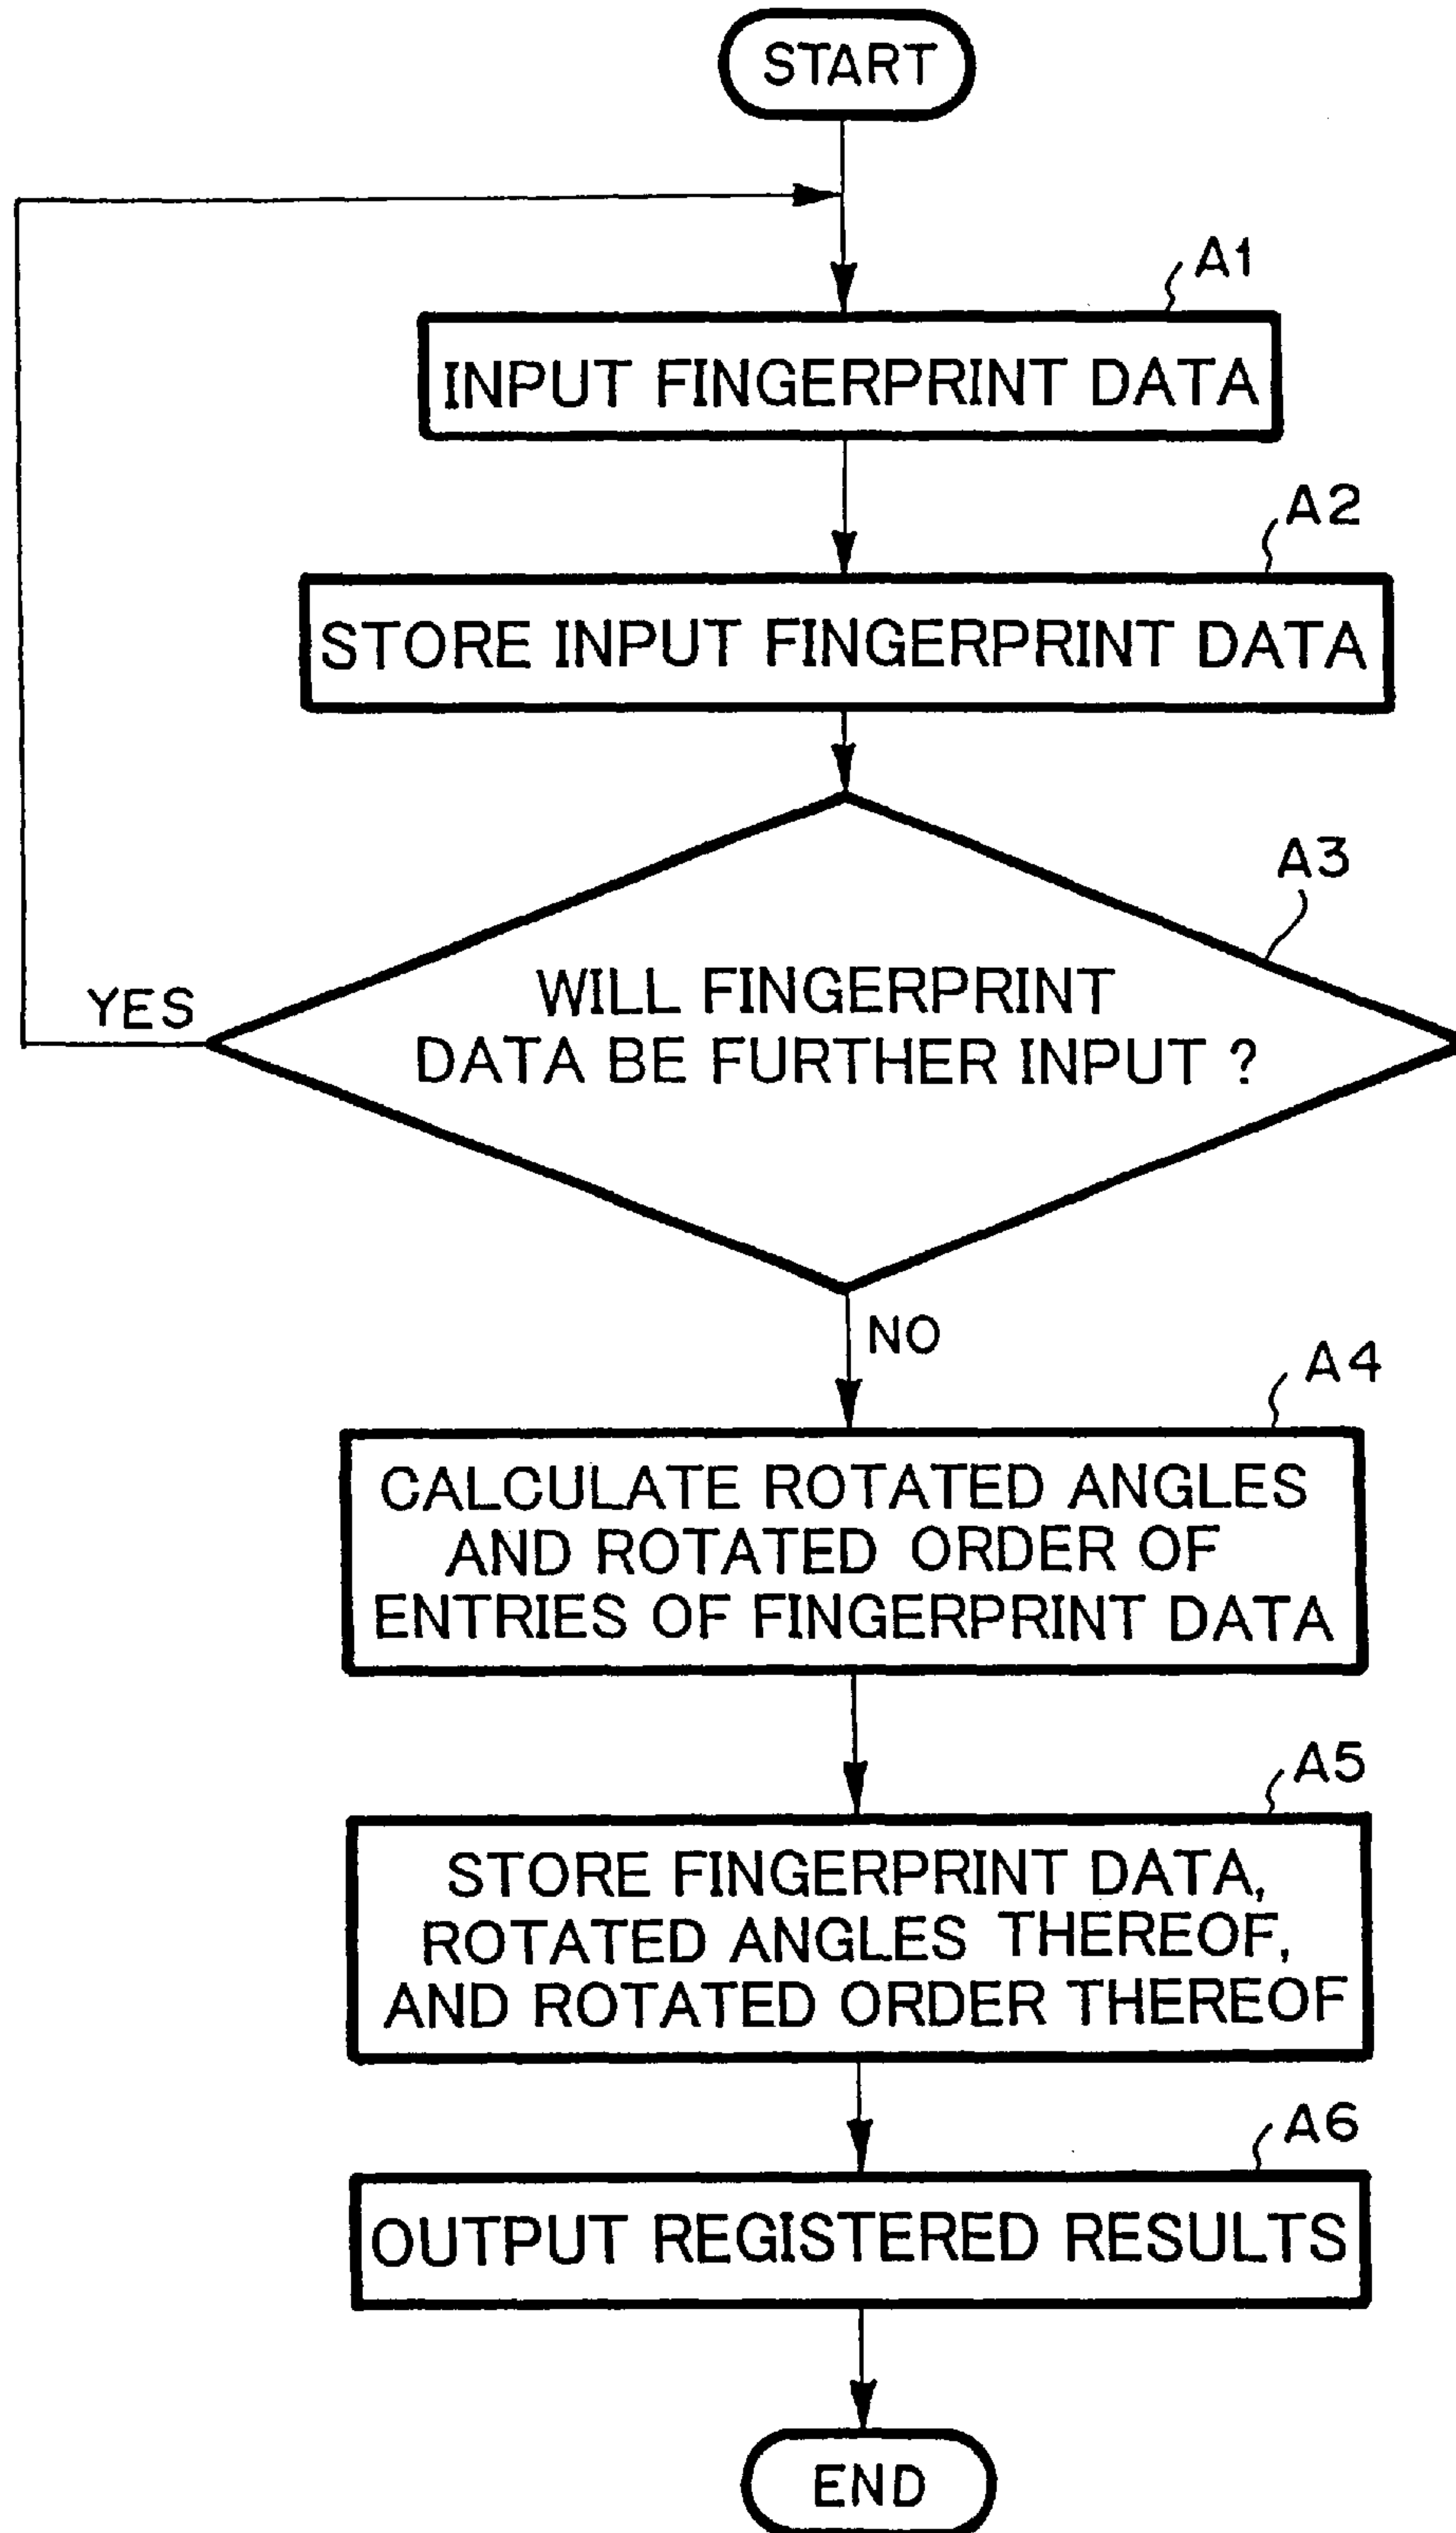 START
A1
INPUT FINGERPRINT DATA
A2
STORE INPUT FINGERPRINT DATA
A3
WILL FINGERPRINT
DATA BE FURTHER INPUT ?
YES
NO
A4
CALCULATE ROTATED ANGLES
AND ROTATED ORDER OF
ENTRIES OF FINGERPRINT DATA
A5
STORE FINGERPRINT DATA,
ROTATED ANGLES THEREOF,
AND ROTATED ORDER THEREOF
A6
OUTPUT REGISTERED RESULTS
END